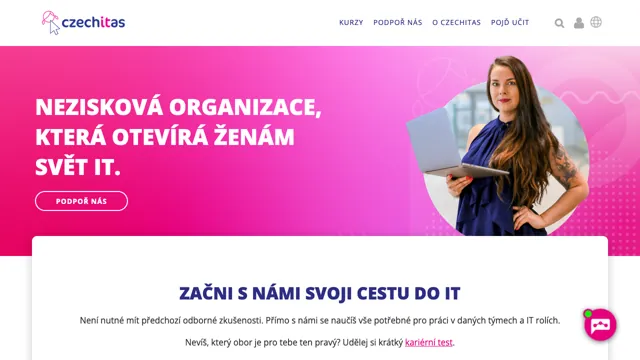 czechitas
KURZY
PODPOŘ NÁS
O CZECHITAS
POJĎ UČIT
NEZISKOVÁ ORGANIZACE,
KTERÁ OTEVÍRÁ ŽENÁM
SVĚT IT.
PODPOŘ NÁS
ZAČNI S NÁMI SVOJI CESTU DO IT
Není nutné mít předchozí odborné zkušenosti. Přímo s námi se naučíš vše potřebné pro práci v daných týmech a IT rolích.
Nevíš, který obor je pro tebe ten pravý? Udělej si krátký kariérní test.